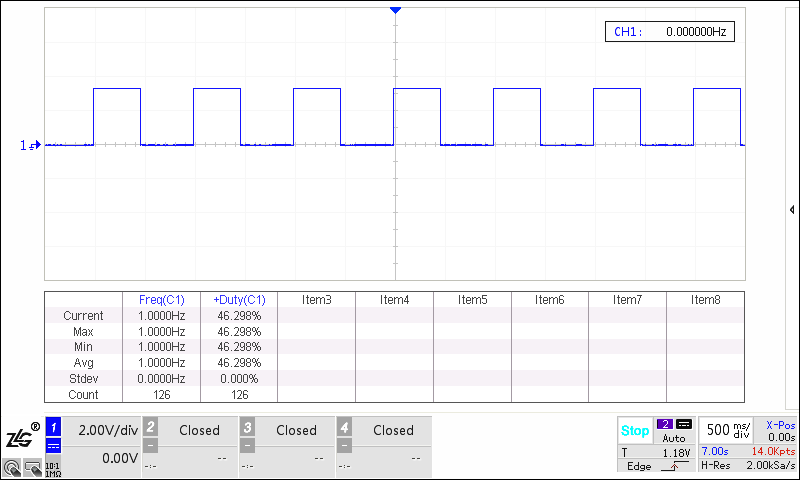 CH1: 0.000000Hz
1
Freq(C1) +Duty(C1) Item3 Item4 Item5 Item6 Item7 Item8
Current 1.0000Hz 46.298%
Max 1.0000Hz 46.298%
Min 1.0000Hz 46.298%
Avg 1.0000Hz 46.298%
Stdev 0.0000Hz 0.000%
Count 126 126
ZLG® 1 2.00V/div 2 Closed 3 Closed 4 Closed
0.00V -- -- --
10:1 -:- -:- -:-
1MΩ
Stop 2 Auto 500 ms/div X-Pos 0.00s
T 1.18V 7.00s 14.0Kpts
Edge H-Res 2.00kSa/s